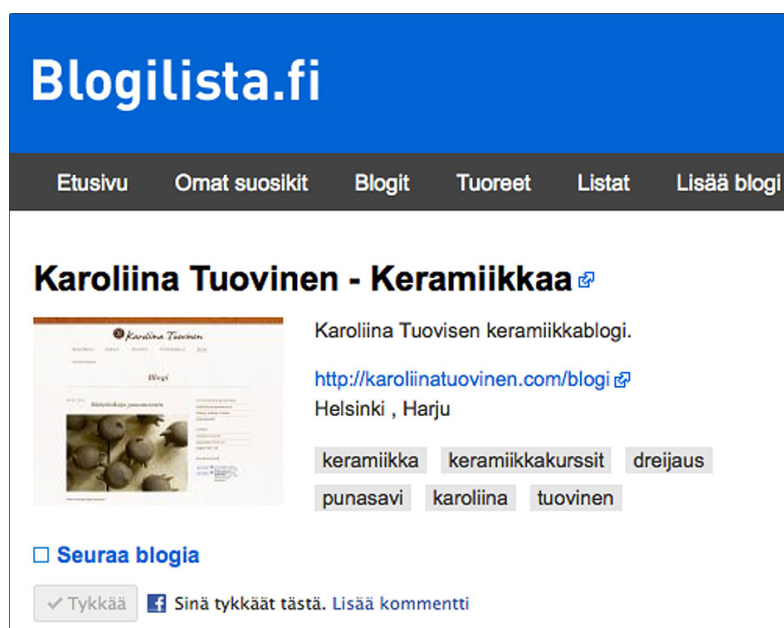 Blogilista.fi
Etusivu Omat suosikit Blogit Tuoreet Listat Lisää blogi
Karoliina Tuovinen - Keramiikkaa
Karoliina Tuovinen
Blogi
Karoliina Tuovisen keramiikkablogi.
http://karoliinatuovinen.com/blogi
Helsinki , Harju
keramiikka keramiikkakurssit dreijaus
punasavi karoliina tuovinen
Seuraa blogia
Tykkää Sinä tykkäät tästä. Lisää kommentti